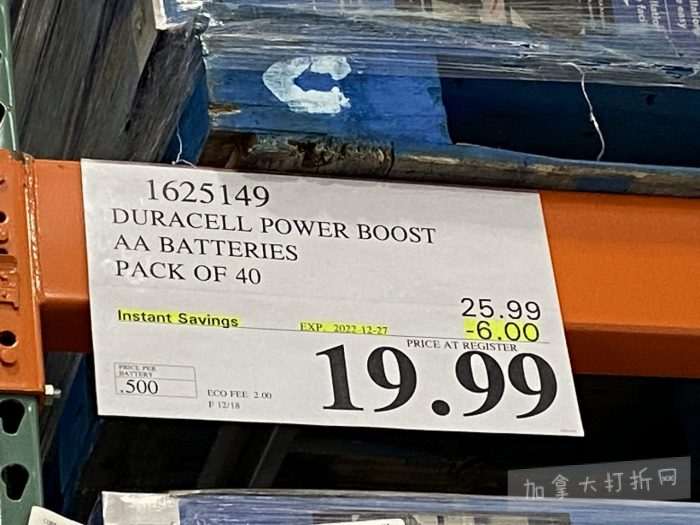 1625149
DURACELL POWER BOOST
AA BATTERIES
PACK OF 40
25.99
Instant Savings EXP. 2022-12-27 -6.00
PRICE AT REGISTER
19.99
PRICE PER
BATTERY
.500
ECO FEE 2.00
F 12/18
加拿大打折网